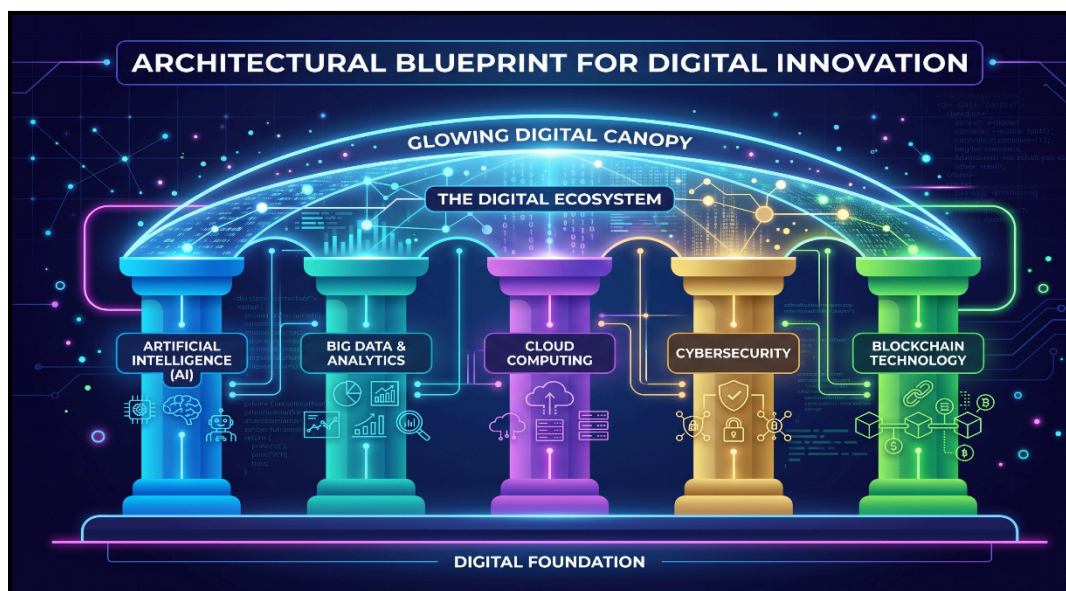 ARCHITECTURAL BLUEPRINT FOR DIGITAL INNOVATION
GLOWING DIGITAL CANOPY
THE DIGITAL ECOSYSTEM
ARTIFICIAL
INTELLIGENCE
(AI)
BIG DATA &
ANALYTICS
CLOUD
COMPUTING
CYBERSECURITY
BLOCKCHAIN
TECHNOLOGY
DIGITAL FOUNDATION